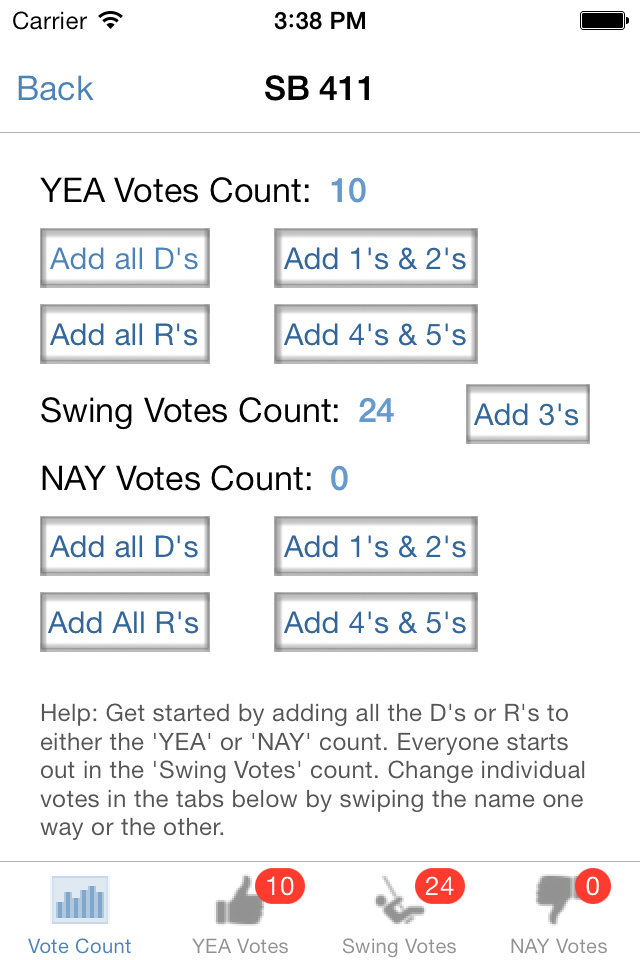 Carrier 3:38 PM
Back SB 411
YEA Votes Count: 10
Add all D's Add 1's & 2's
Add all R's Add 4's & 5's
Swing Votes Count: 24 Add 3's
NAY Votes Count: 0
Add all D's Add 1's & 2's
Add All R's Add 4's & 5's
Help: Get started by adding all the D's or R's to
either the 'YEA' or 'NAY' count. Everyone starts
out in the 'Swing Votes' count. Change individual
votes in the tabs below by swiping the name one
way or the other.
10 24 0
Vote Count YEA Votes Swing Votes NAY Votes